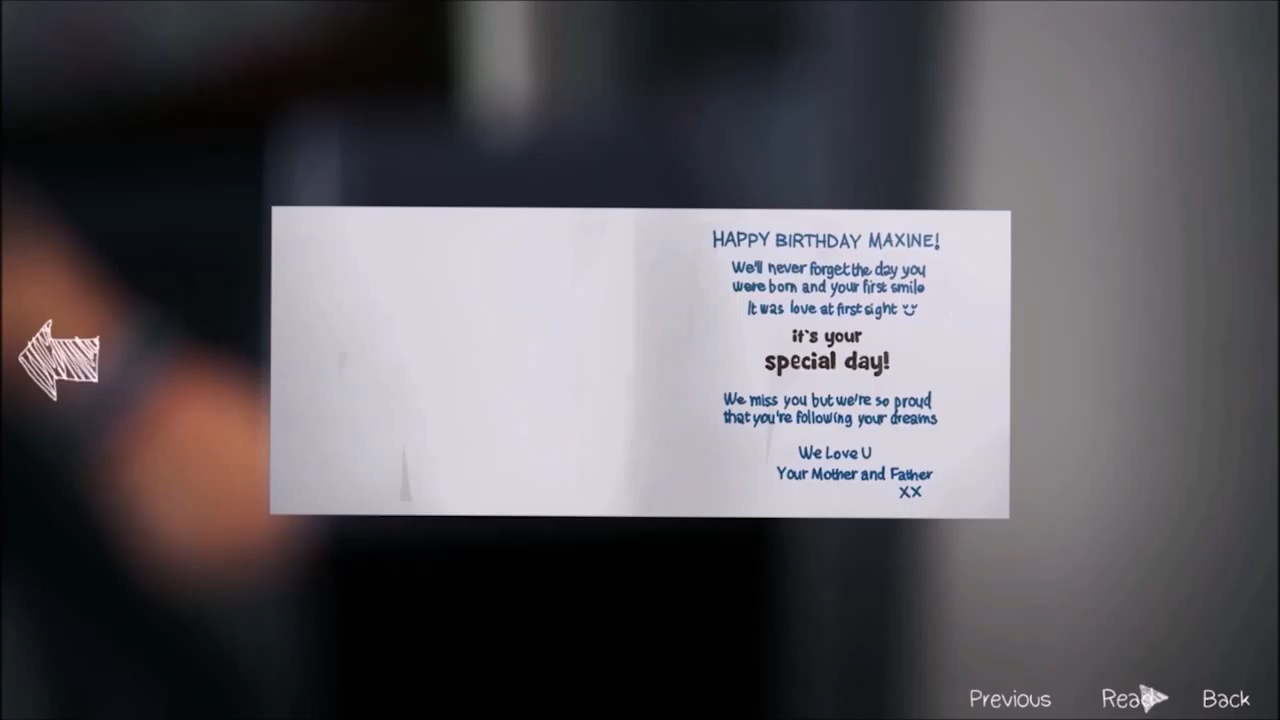 HAPPY BIRTHDAY MAXINE!
We'll never forget the day you
were born and your first smile
It was love at first sight
it's your
special day!
We miss you but we're so proud
that you're following your dreams
We Love U
Your Mother and Father
XX
Previous
Read
Back